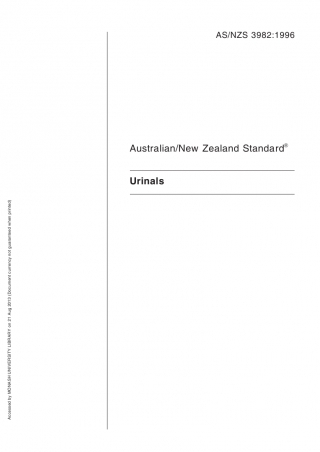 AS/NZS 3982:1996
Australian/New Zealand Standard®
Urinals
Accessed by MONASH UNIVERSITY LIBRARY on 21 Aug 2013 (Document currency not guaranteed when printed)